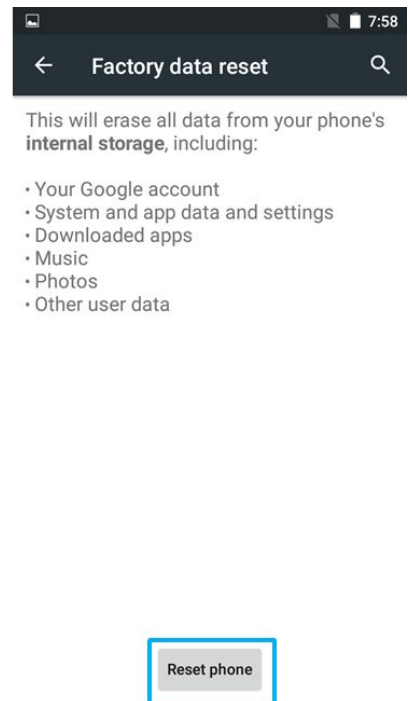 7:58
Factory data reset
This will erase all data from your phone's
internal storage, including:
• Your Google account
• System and app data and settings
• Downloaded apps
• Music
• Photos
• Other user data
Reset phone